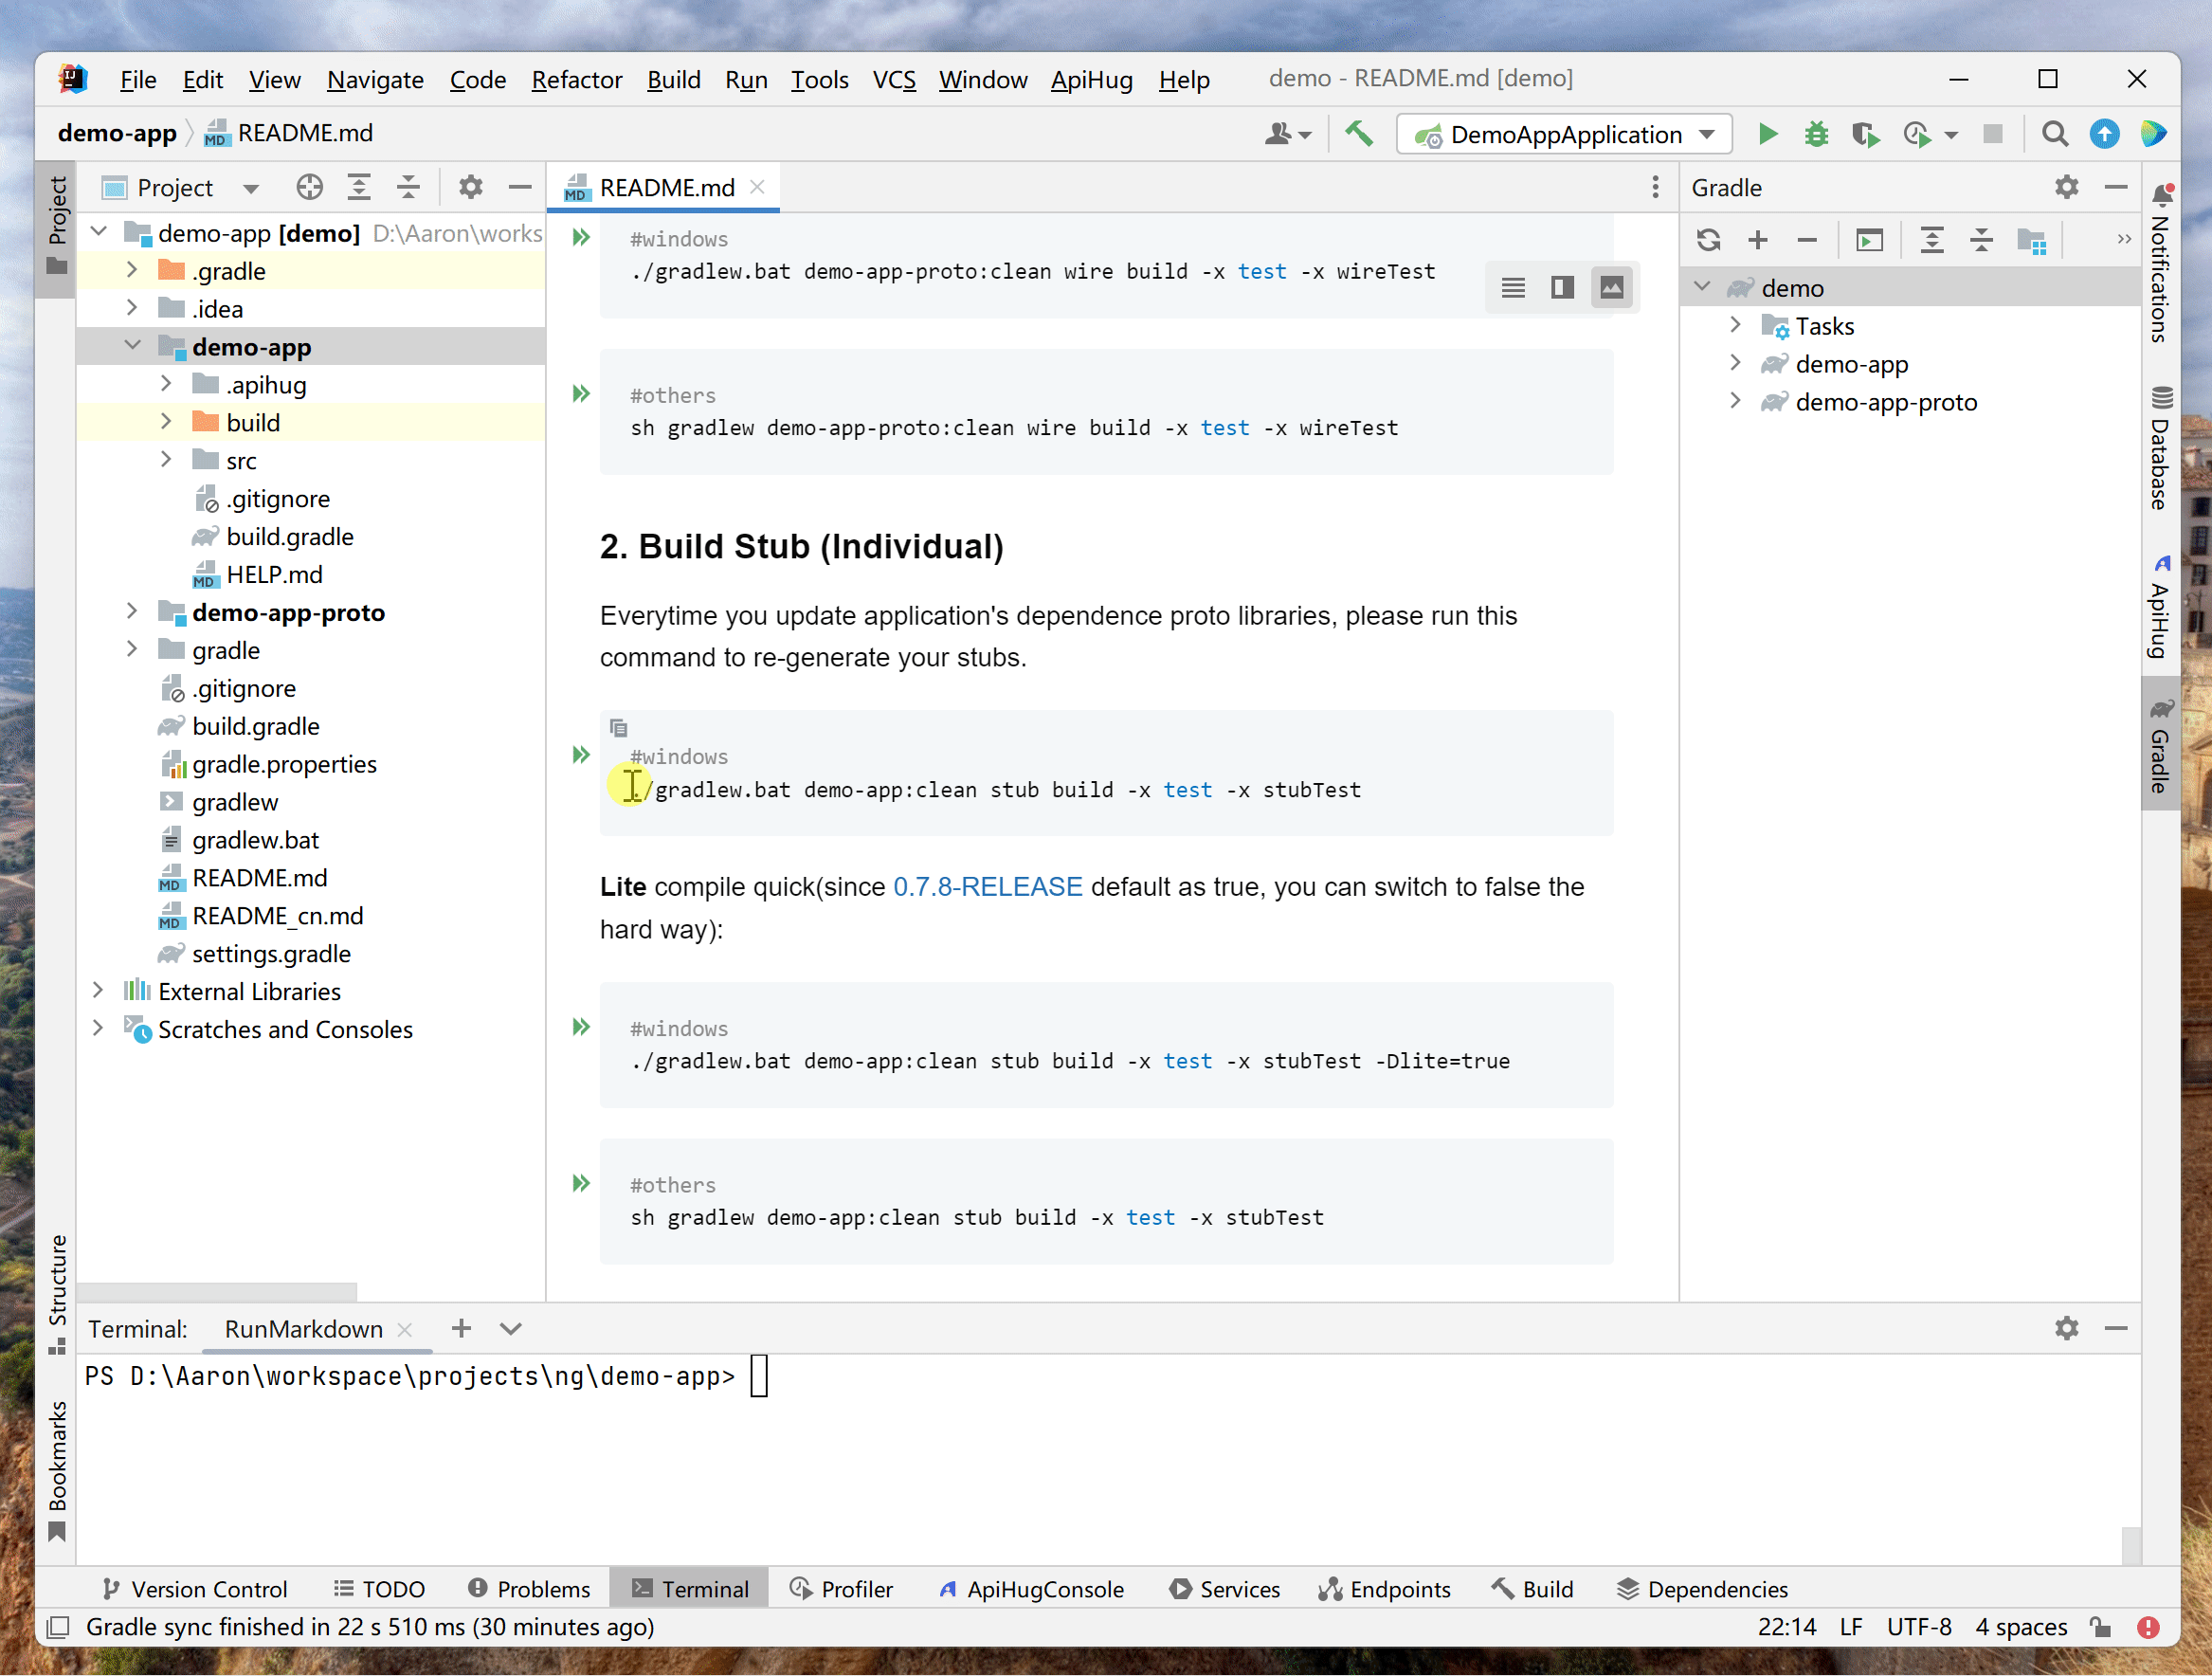 File Edit View Navigate Code Refactor Build Run Tools VCS Window ApiHug Help demo - README.md [demo]
demo-app README.md
DemoAppApplication
Project
Project
demo-app [demo] D:\Aaron\works
.gradle
.idea
demo-app
.apihug
build
src
.gitignore
build.gradle
HELP.md
demo-app-proto
gradle
.gitignore
build.gradle
gradle.properties
gradlew
gradlew.bat
README.md
README_cn.md
settings.gradle
External Libraries
Scratches and Consoles
Structure
Bookmarks
README.md
#windows
./gradlew.bat demo-app-proto:clean wire build -x test -x wireTest
#others
sh gradlew demo-app-proto:clean wire build -x test -x wireTest
2. Build Stub (Individual)
Everytime you update application's dependence proto libraries, please run this
command to re-generate your stubs.
#windows
./gradlew.bat demo-app:clean stub build -x test -x stubTest
Lite compile quick(since 0.7.8-RELEASE default as true, you can switch to false the
hard way):
#windows
./gradlew.bat demo-app:clean stub build -x test -x stubTest -Dlite=true
#others
sh gradlew demo-app:clean stub build -x test -x stubTest
Gradle
demo
Tasks
demo-app
demo-app-proto
Notifications
Database
ApiHug
Gradle
Terminal: RunMarkdown
PS D:\Aaron\workspace\projects\ng\demo-app>
Version Control TODO Problems Terminal Profiler ApiHugConsole Services Endpoints Build Dependencies
Gradle sync finished in 22 s 510 ms (30 minutes ago) 22:14 LF UTF-8 4 spaces